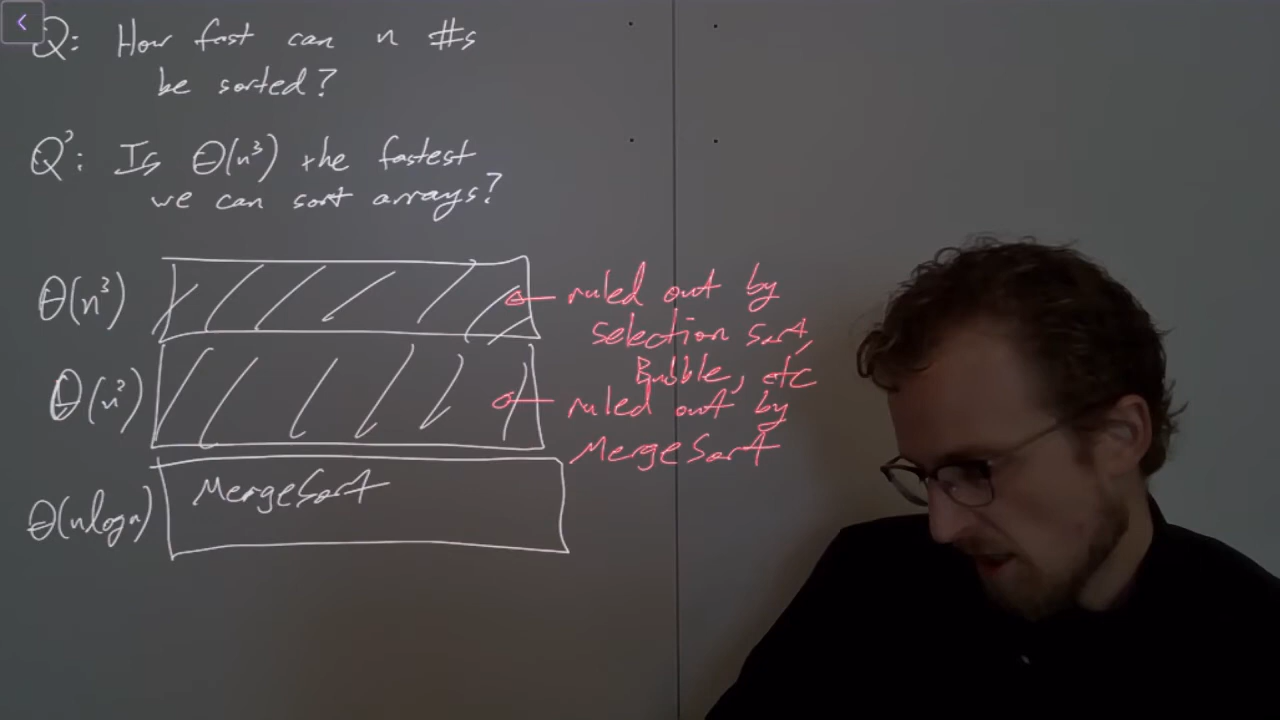 Q: How fast can n #s
be sorted?
Q': Is Θ(n³) the fastest
we can sort arrays?
Θ(n³)
ruled out by
selection sort,
Bubble, etc
Θ(n²)
ruled out by
MergeSort
Θ(nlogn)
MergeSort